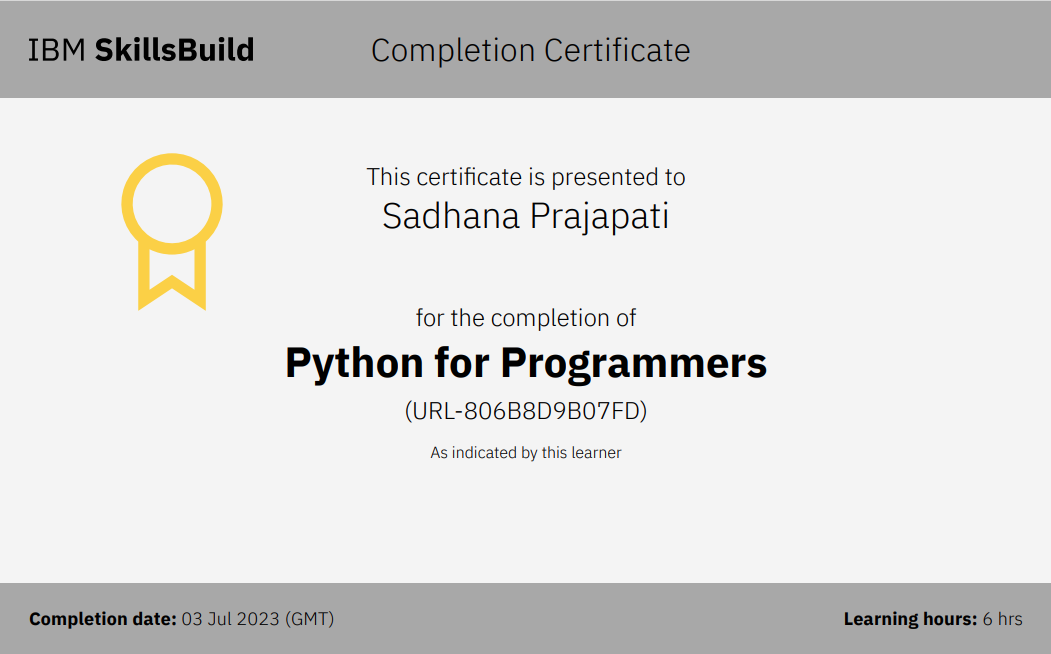 IBM SkillsBuild
Completion Certificate
This certificate is presented to
Sadhana Prajapati
for the completion of
Python for Programmers
(URL-806B8D9B07FD)
As indicated by this learner
Completion date: 03 Jul 2023 (GMT)
Learning hours: 6 hrs